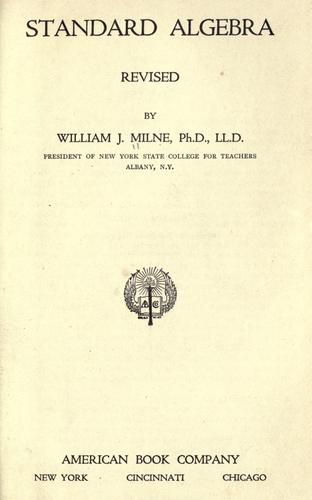 STANDARD ALGEBRA
REVISED
BY
WILLIAM J. MILNE, Ph.D., LL.D.
PRESIDENT OF NEW YORK STATE COLLEGE FOR TEACHERS
ALBANY, N.Y.
AMERICAN BOOK COMPANY
NEW YORK CINCINNATI CHICAGO